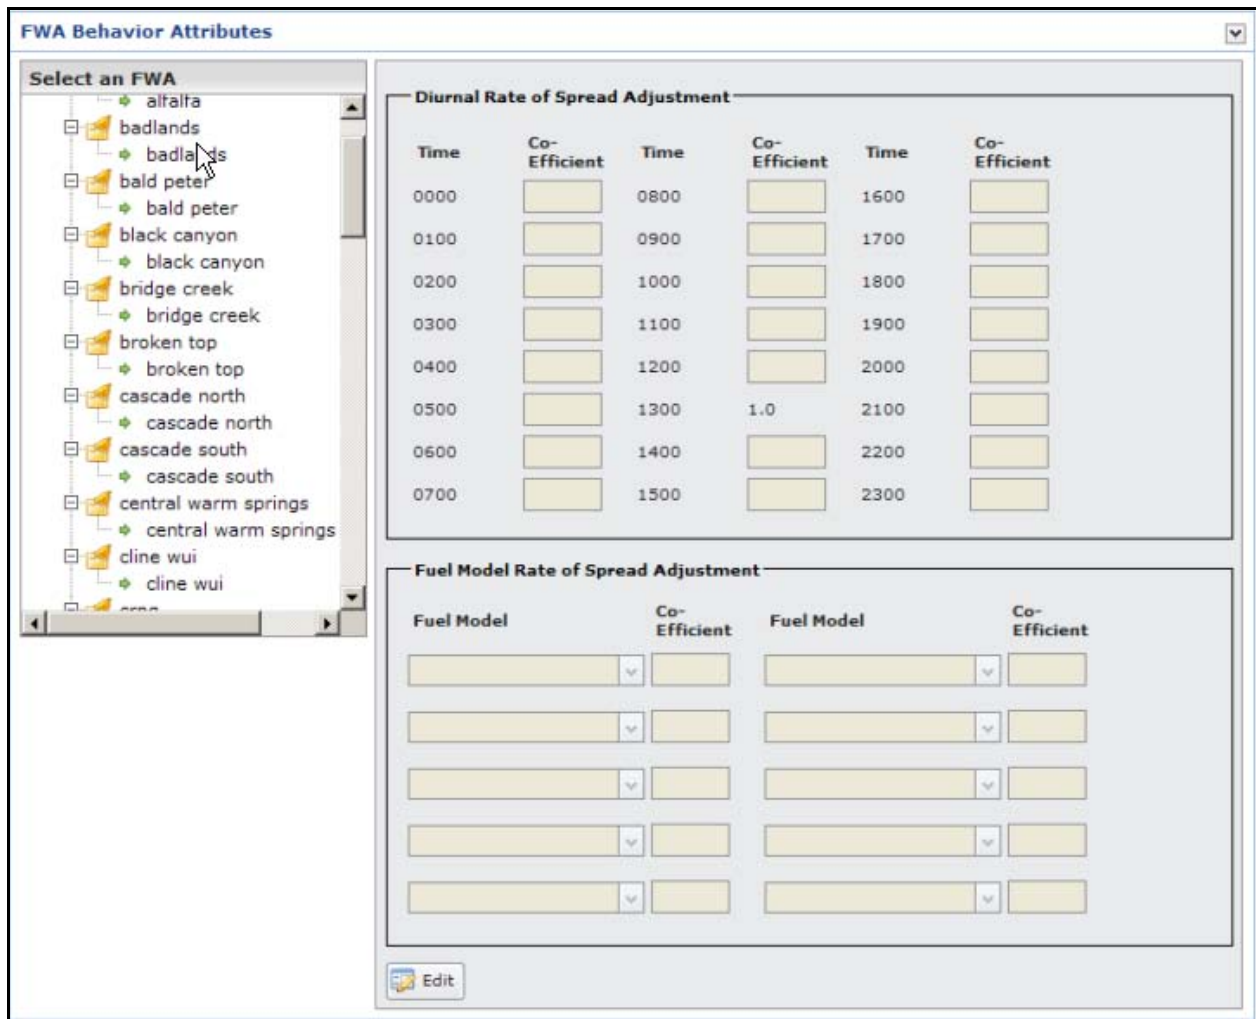 FWA Behavior Attributes
Select an FWA
alfalfa
badlands
badlands
bald peter
bald peter
black canyon
black canyon
bridge creek
bridge creek
broken top
broken top
cascade north
cascade north
cascade south
cascade south
central warm springs
central warm springs
cline wui
cline wui
Diurnal Rate of Spread Adjustment
Time Co-Efficient Time Co-Efficient Time Co-Efficient
0000 0800 1600
0100 0900 1700
0200 1000 1800
0300 1100 1900
0400 1200 2000
0500 1300 1.0 2100
0600 1400 2200
0700 1500 2300
Fuel Model Rate of Spread Adjustment
Fuel Model Co-Efficient Fuel Model Co-Efficient
Edit